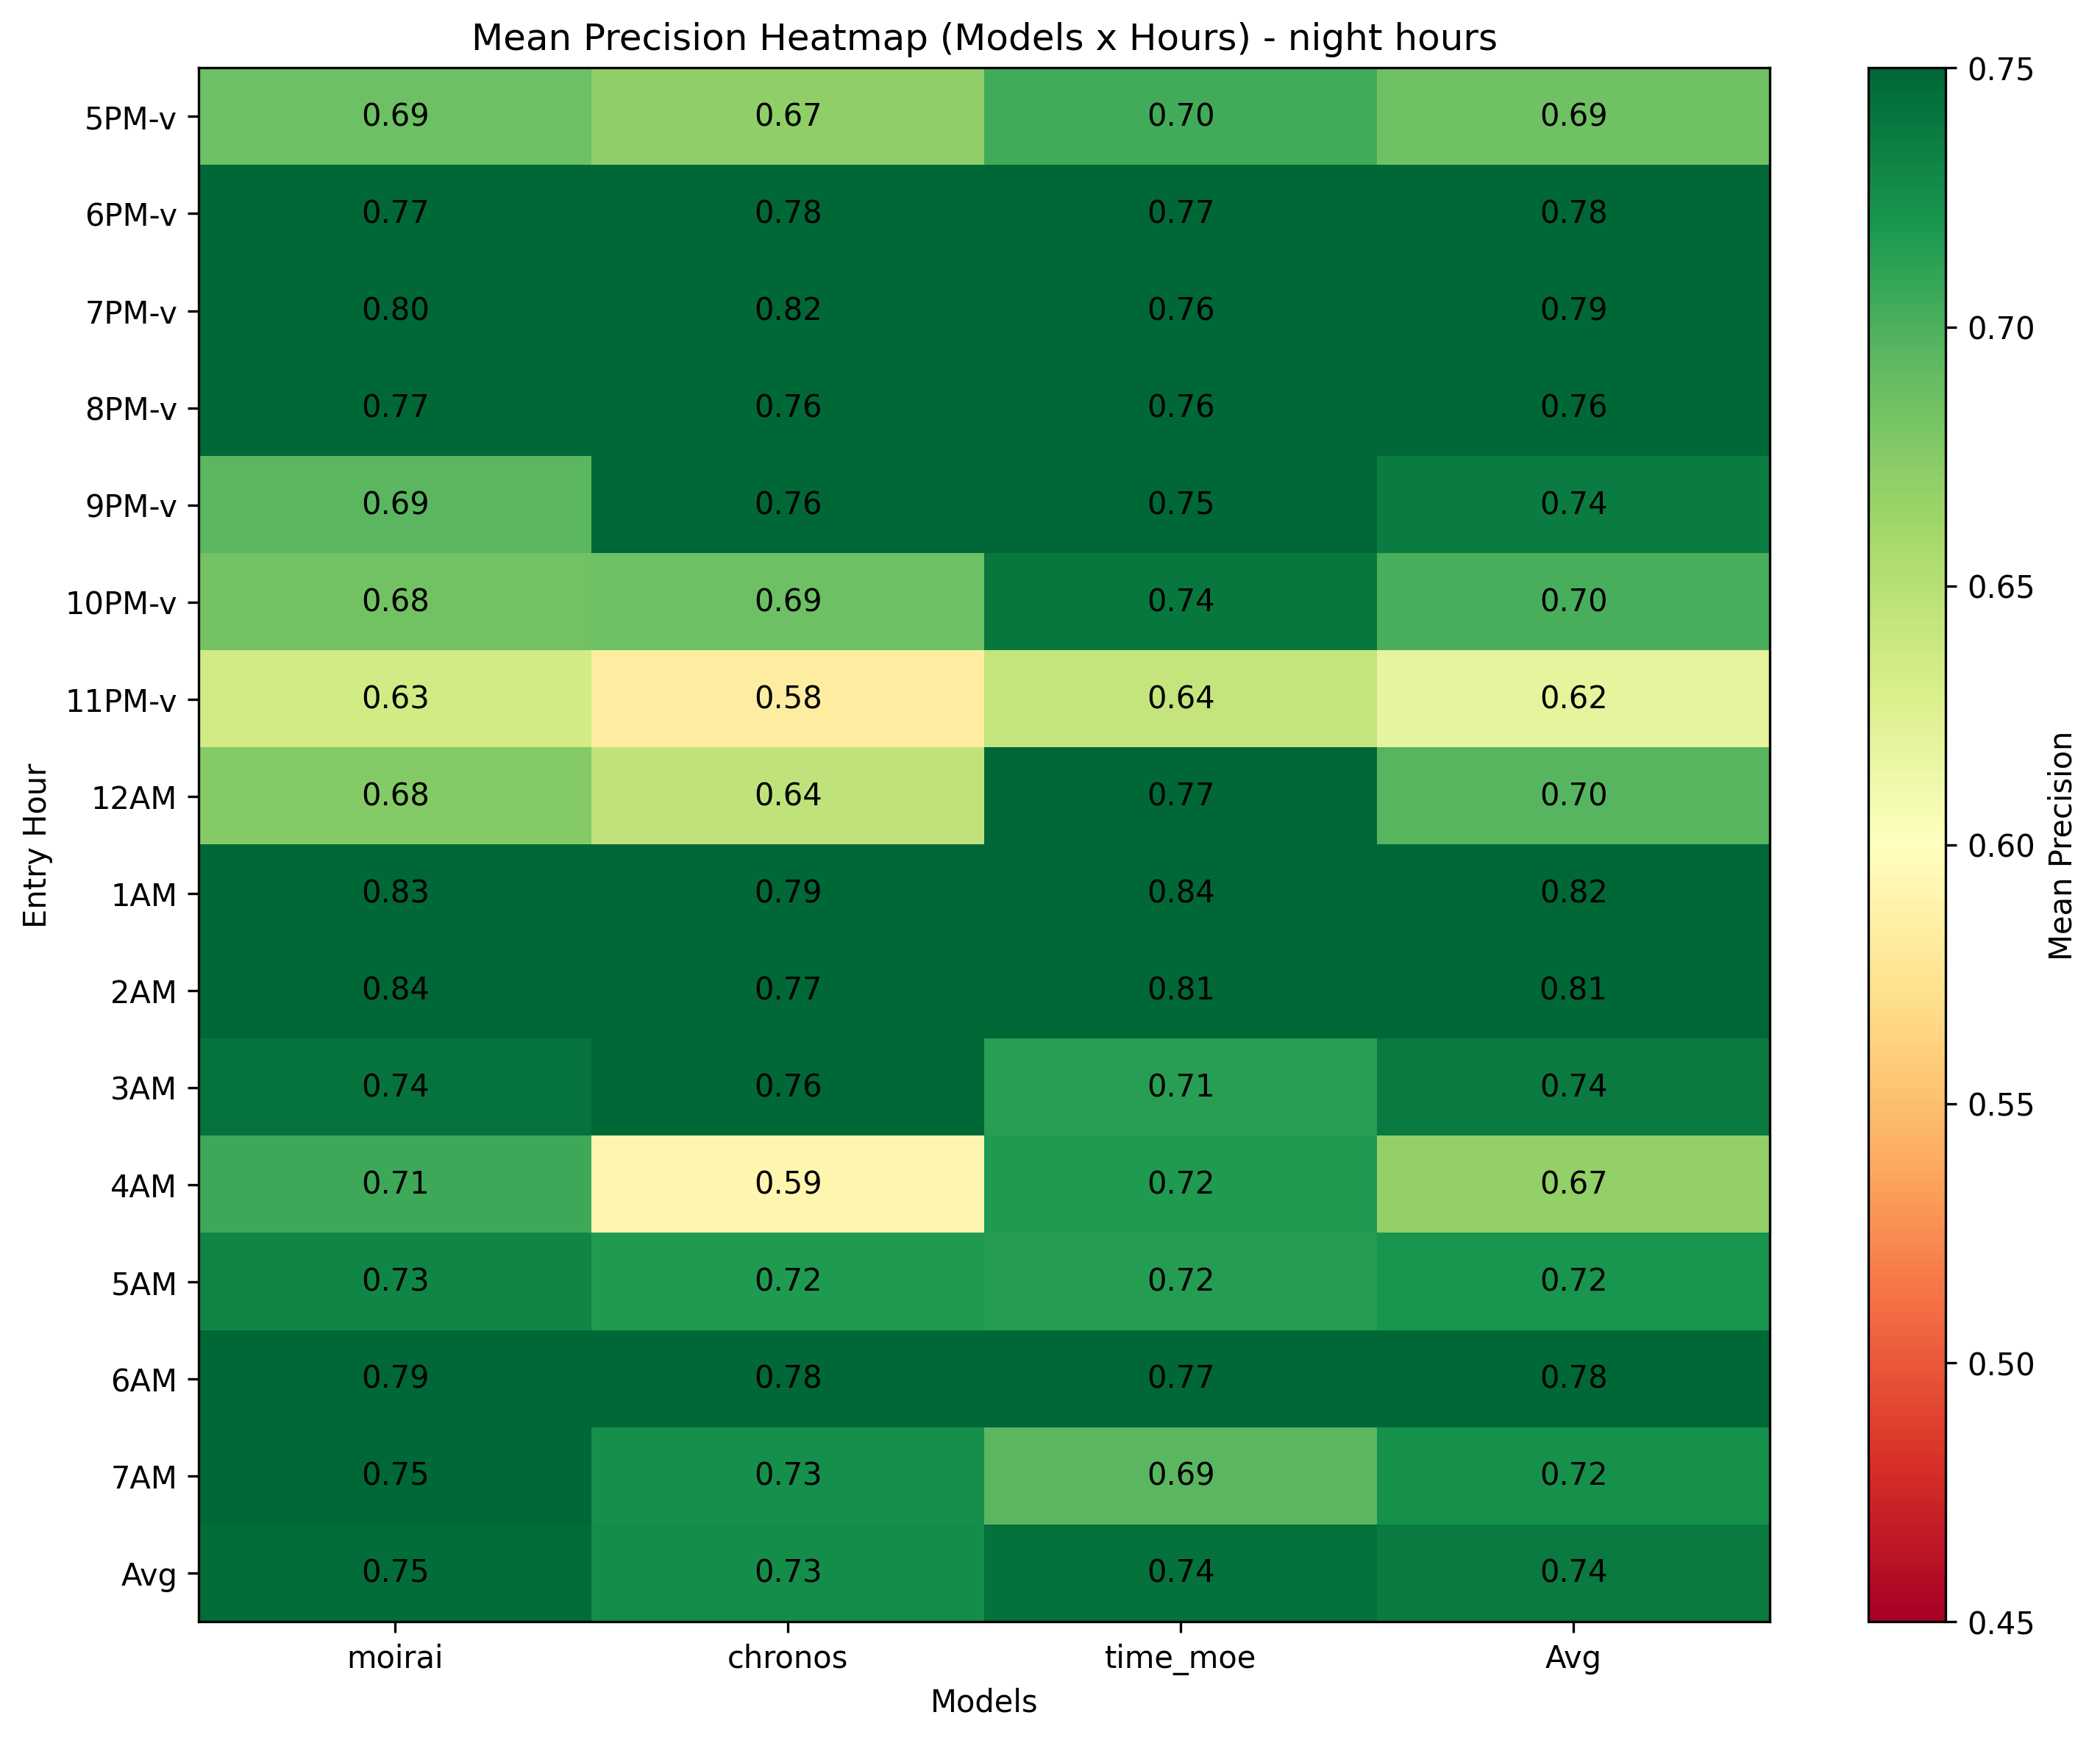 Mean Precision Heatmap (Models x Hours) - night hours
5PM-v 0.69 0.67 0.70 0.69
6PM-v 0.77 0.78 0.77 0.78
7PM-v 0.80 0.82 0.76 0.79
8PM-v 0.77 0.76 0.76 0.76
9PM-v 0.69 0.76 0.75 0.74
10PM-v 0.68 0.69 0.74 0.70
11PM-v 0.63 0.58 0.64 0.62
12AM 0.68 0.64 0.77 0.70
1AM 0.83 0.79 0.84 0.82
2AM 0.84 0.77 0.81 0.81
3AM 0.74 0.76 0.71 0.74
4AM 0.71 0.59 0.72 0.67
5AM 0.73 0.72 0.72 0.72
6AM 0.79 0.78 0.77 0.78
7AM 0.75 0.73 0.69 0.72
Avg 0.75 0.73 0.74 0.74
moirai chronos time_moe Avg
Models
Entry Hour
0.75
0.70
0.65
0.60
0.55
0.50
0.45
Mean Precision